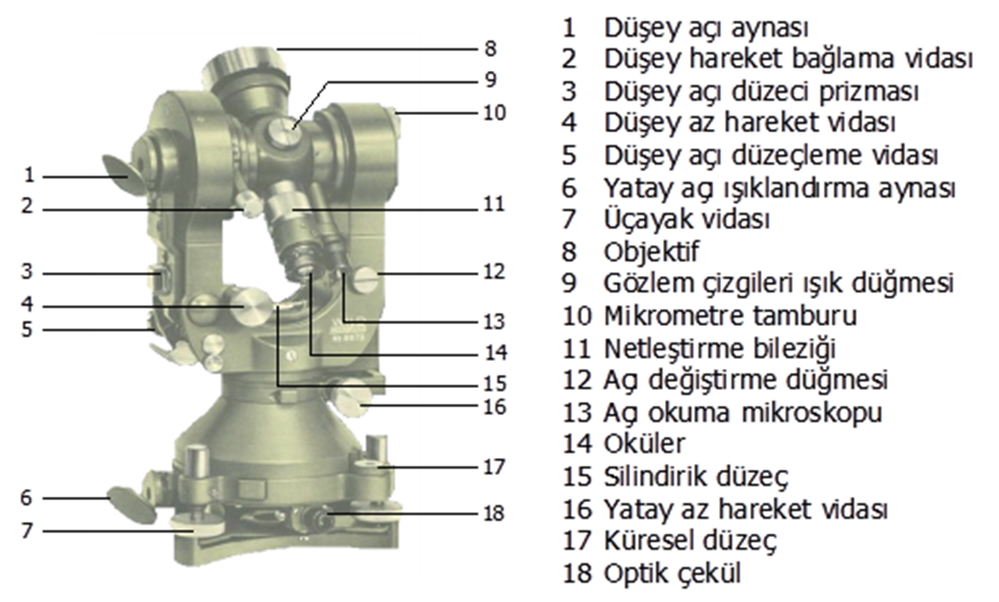 8
9
10
1
2
11
3
12
4
5
13
14
15
16
17
6
18
7
1 Düşey açı aynası
2 Düşey hareket bağlama vidası
3 Düşey açı düzeci prizması
4 Düşey az hareket vidası
5 Düşey açı düzeçleme vidası
6 Yatay açı ışıklandırma aynası
7 Üçayak vidası
8 Objektif
9 Gözlem çizgileri ışık düğmesi
10 Mikrometre tamburu
11 Netleştirme bileziği
12 Açı değiştirme düğmesi
13 Açı okuma mikroskopu
14 Oküler
15 Silindirik düzeç
16 Yatay az hareket vidası
17 Küresel düzeç
18 Optik çekül